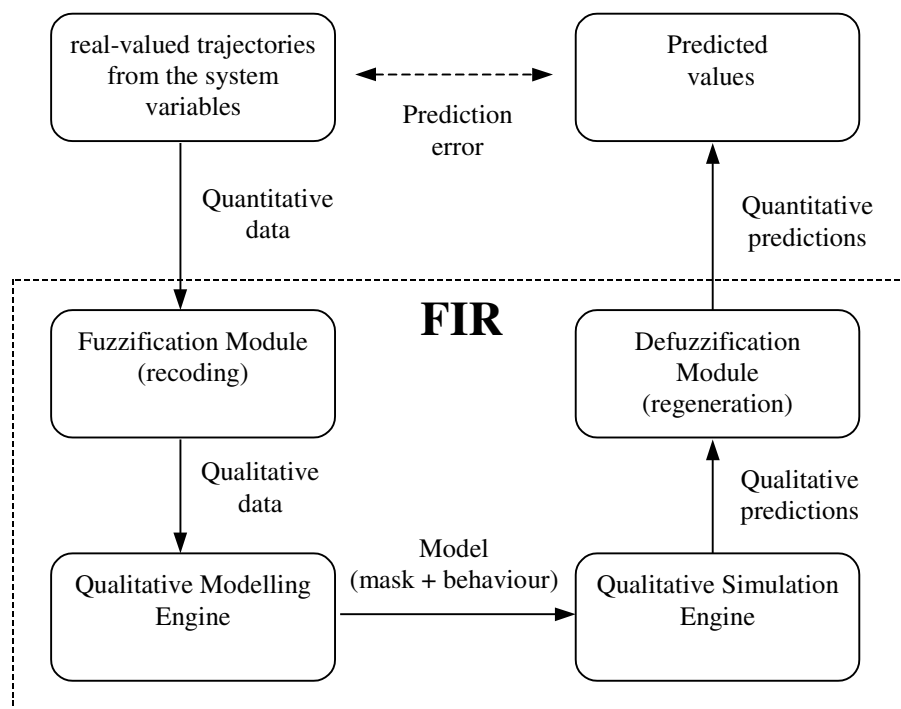 real-valued trajectories
from the system
variables
Predicted
values
Prediction
error
Quantitative
data
Quantitative
predictions
FIR
Fuzzification Module
(recoding)
Defuzzification
Module
(regeneration)
Qualitative
data
Qualitative
predictions
Model
(mask + behaviour)
Qualitative Modelling
Engine
Qualitative Simulation
Engine